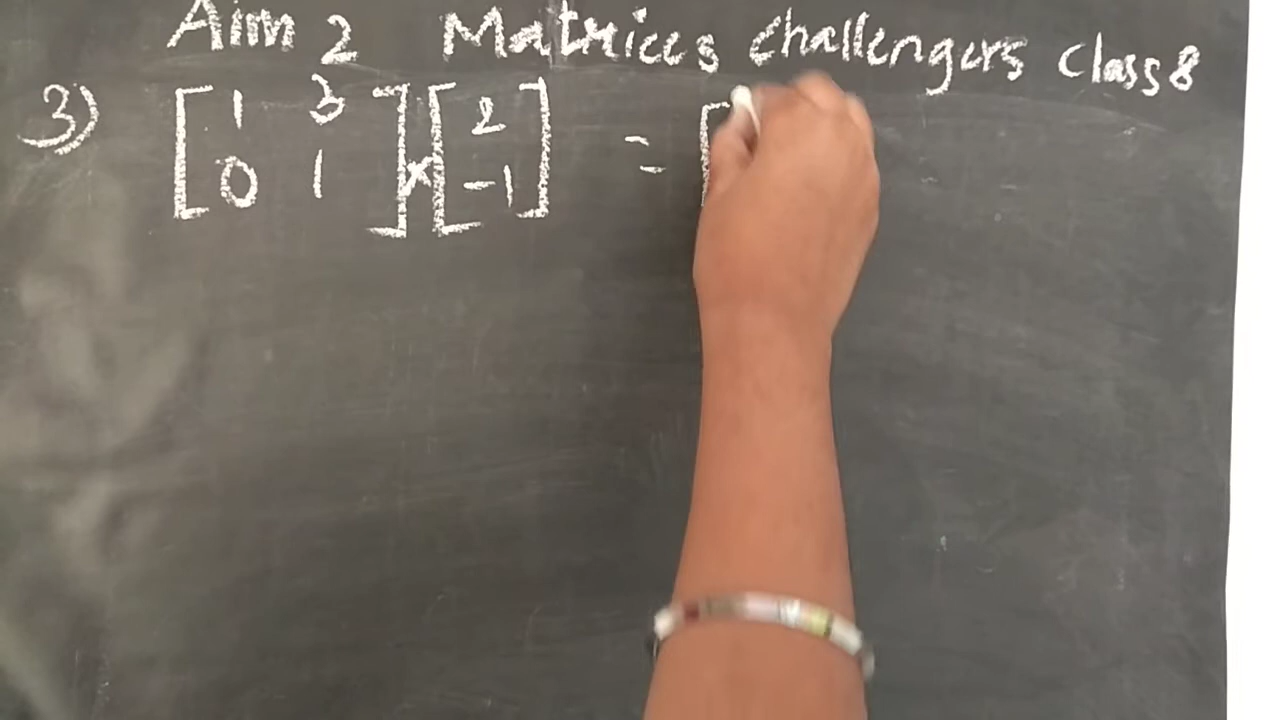 Aim 2 Matrices challengers class 8
3) [1 3
0 1] × [2
-1] = [